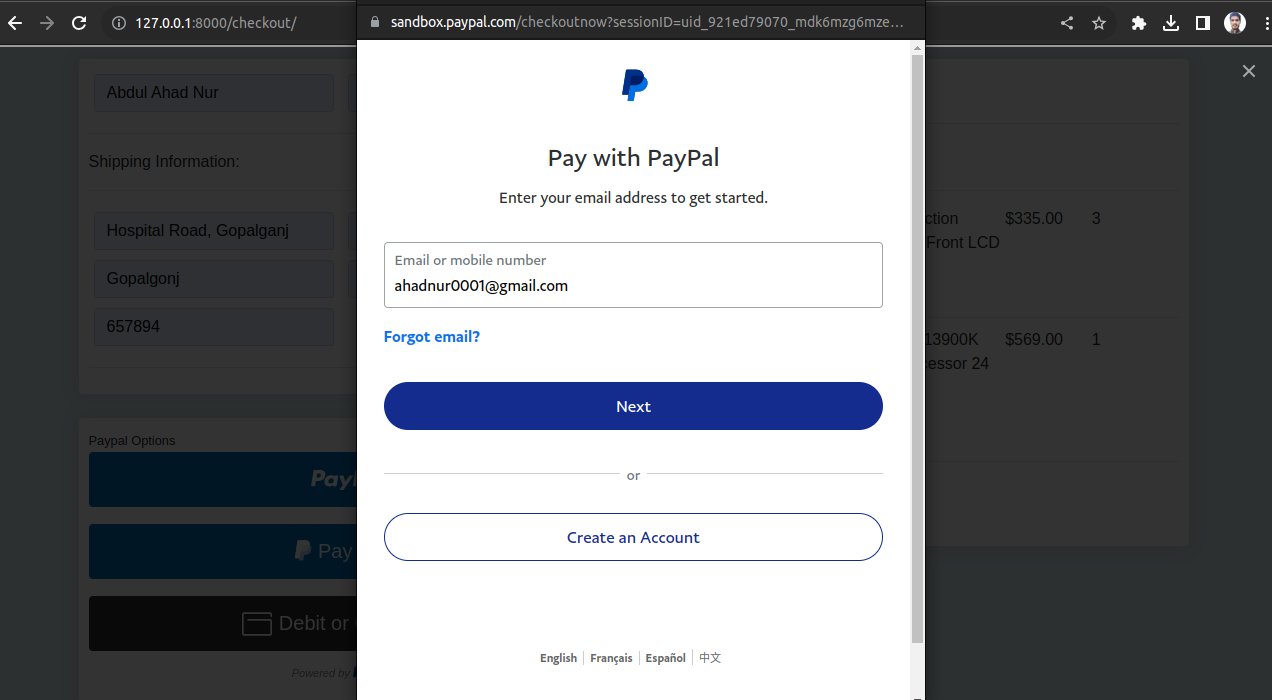 127.0.0.1:8000/checkout/
sandbox.paypal.com/checkoutnow?sessionID=uid_921ed79070_mdk6mzg6mze...
Abdul Ahad Nur
Shipping Information:
Hospital Road, Gopalganj
Gopalgonj
657894
Paypal Options
Pay
Debit or
Powered by
Pay with PayPal
Enter your email address to get started.
Email or mobile number
ahadnur0001@gmail.com
Forgot email?
Next
or
Create an Account
English Français Español 中文
ction $335.00 3
Front LCD
13900K $569.00 1
cessor 24